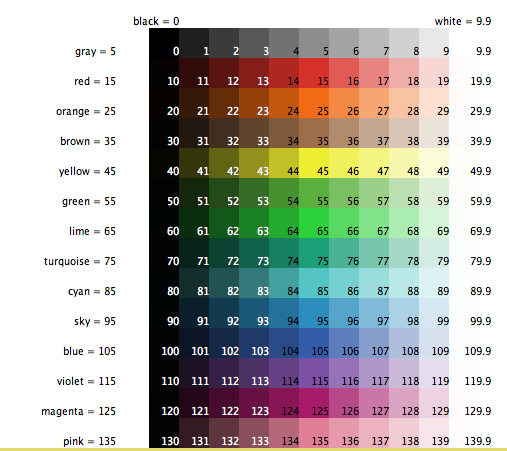 black = 0 white = 9.9
gray = 5 0 1 2 3 4 5 6 7 8 9 9.9
red = 15 10 11 12 13 14 15 16 17 18 19 19.9
orange = 25 20 21 22 23 24 25 26 27 28 29 29.9
brown = 35 30 31 32 33 34 35 36 37 38 39 39.9
yellow = 45 40 41 42 43 44 45 46 47 48 49 49.9
green = 55 50 51 52 53 54 55 56 57 58 59 59.9
lime = 65 60 61 62 63 64 65 66 67 68 69 69.9
turquoise = 75 70 71 72 73 74 75 76 77 78 79 79.9
cyan = 85 80 81 82 83 84 85 86 87 88 89 89.9
sky = 95 90 91 92 93 94 95 96 97 98 99 99.9
blue = 105 100 101 102 103 104 105 106 107 108 109 109.9
violet = 115 110 111 112 113 114 115 116 117 118 119 119.9
magenta = 125 120 121 122 123 124 125 126 127 128 129 129.9
pink = 135 130 131 132 133 134 135 136 137 138 139 139.9